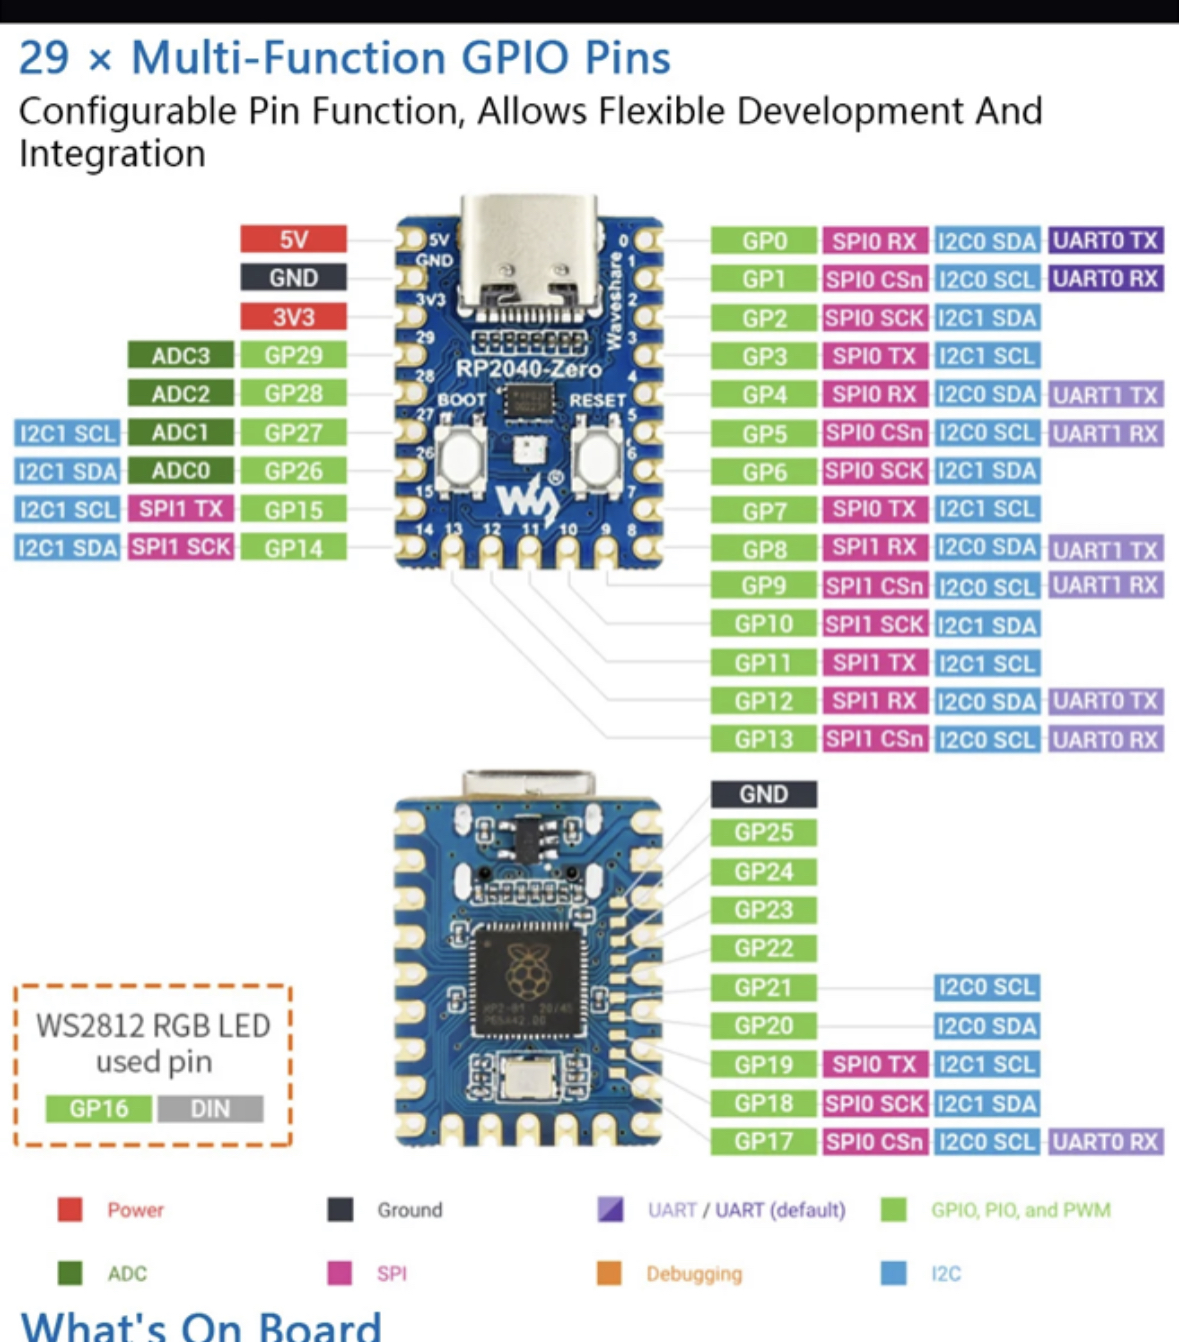 29 × Multi-Function GPIO Pins
Configurable Pin Function, Allows Flexible Development And
Integration
5V
GND
3V3
ADC3 GP29
ADC2 GP28
I2C1 SCL ADC1 GP27
I2C1 SDA ADC0 GP26
I2C1 SCL SPI1 TX GP15
I2C1 SDA SPI1 SCK GP14
5V
GND
3V3
29
28
27
26
15
14 13 12 11 10 9 8
0
1
2
3
4
5
6
7
Waveshare
RP2040-Zero
BOOT RESET
GP0 SPI0 RX I2C0 SDA UART0 TX
GP1 SPI0 CSn I2C0 SCL UART0 RX
GP2 SPI0 SCK I2C1 SDA
GP3 SPI0 TX I2C1 SCL
GP4 SPI0 RX I2C0 SDA UART1 TX
GP5 SPI0 CSn I2C0 SCL UART1 RX
GP6 SPI0 SCK I2C1 SDA
GP7 SPI0 TX I2C1 SCL
GP8 SPI1 RX I2C0 SDA UART1 TX
GP9 SPI1 CSn I2C0 SCL UART1 RX
GP10 SPI1 SCK I2C1 SDA
GP11 SPI1 TX I2C1 SCL
GP12 SPI1 RX I2C0 SDA UART0 TX
GP13 SPI1 CSn I2C0 SCL UART0 RX
GND
GP25
GP24
GP23
GP22
GP21 I2C0 SCL
GP20 I2C0 SDA
GP19 SPI0 TX I2C1 SCL
GP18 SPI0 SCK I2C1 SDA
GP17 SPI0 CSn I2C0 SCL UART0 RX
WS2812 RGB LED
used pin
GP16 DIN
Power Ground UART / UART (default) GPIO, PIO, and PWM
ADC SPI Debugging I2C
What's On Board